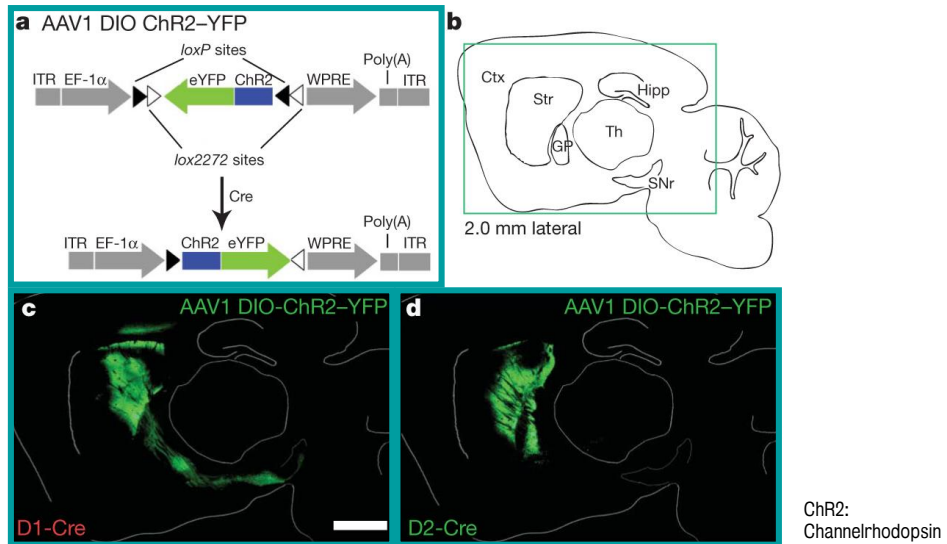 a AAV1 DIO ChR2–YFP
loxP sites
Poly(A)
ITR EF-1α eYFP ChR2 WPRE ITR
lox2272 sites
Cre
Poly(A)
ITR EF-1α ChR2 eYFP WPRE ITR
b
Ctx
Str
Hipp
GP
Th
SNr
2.0 mm lateral
c AAV1 DIO-ChR2–YFP
D1-Cre
d AAV1 DIO-ChR2–YFP
D2-Cre
ChR2:
Channelrhodopsin